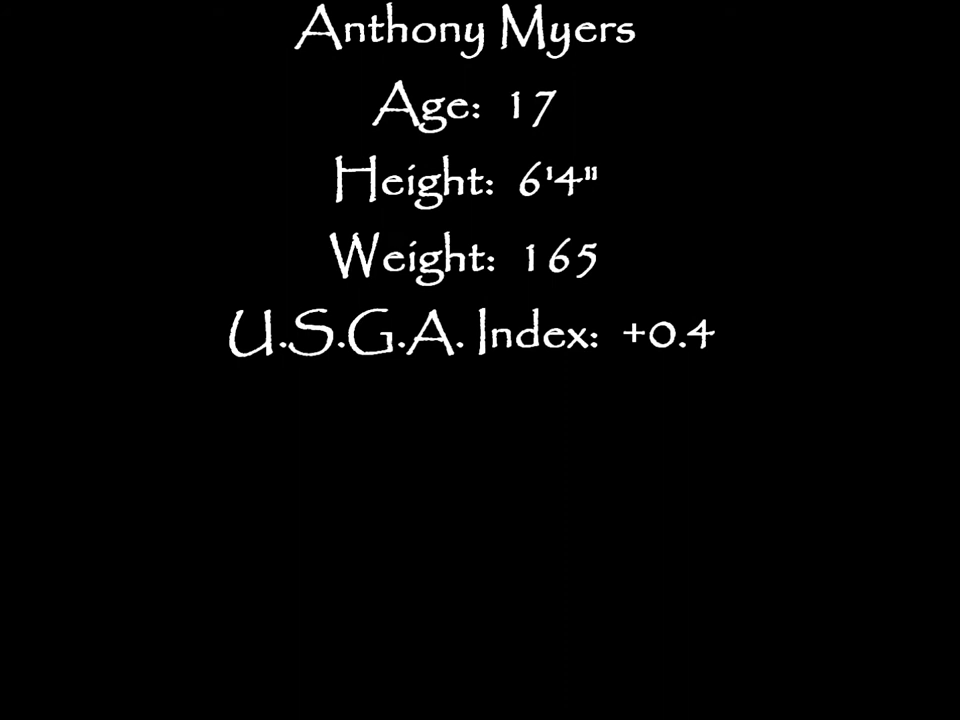 Anthony Myers
Age: 17
Height: 6'4"
Weight: 165
U.S.G.A. Index: +0.4